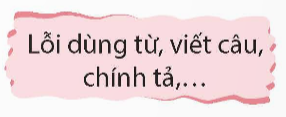 Lỗi dùng từ, viết câu,
chính tả,...